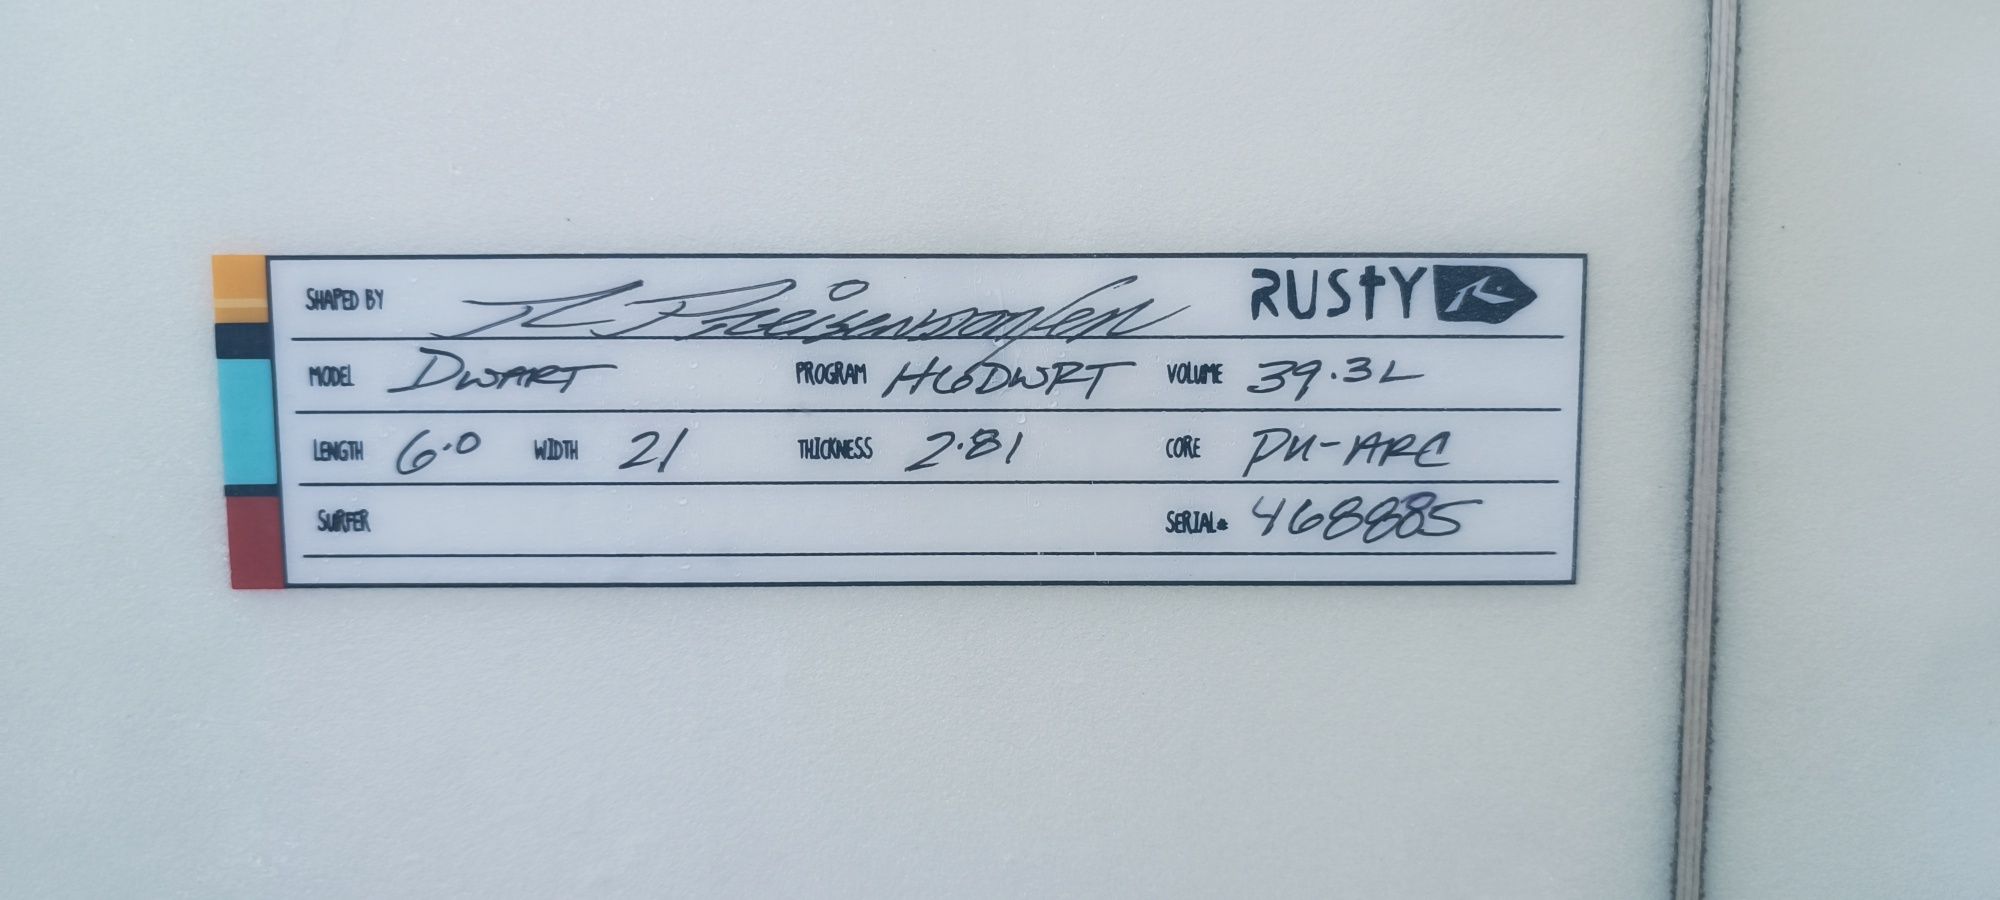 SHAPED BY R. Preisendorfer RUSTY R.
MODEL DWART PROGRAM H6DWRT VOLUME 39.3L
LENGTH 6.0 WIDTH 21 THICKNESS 2.81 CORE PU-ARC
SURFER SERIAL# 468885